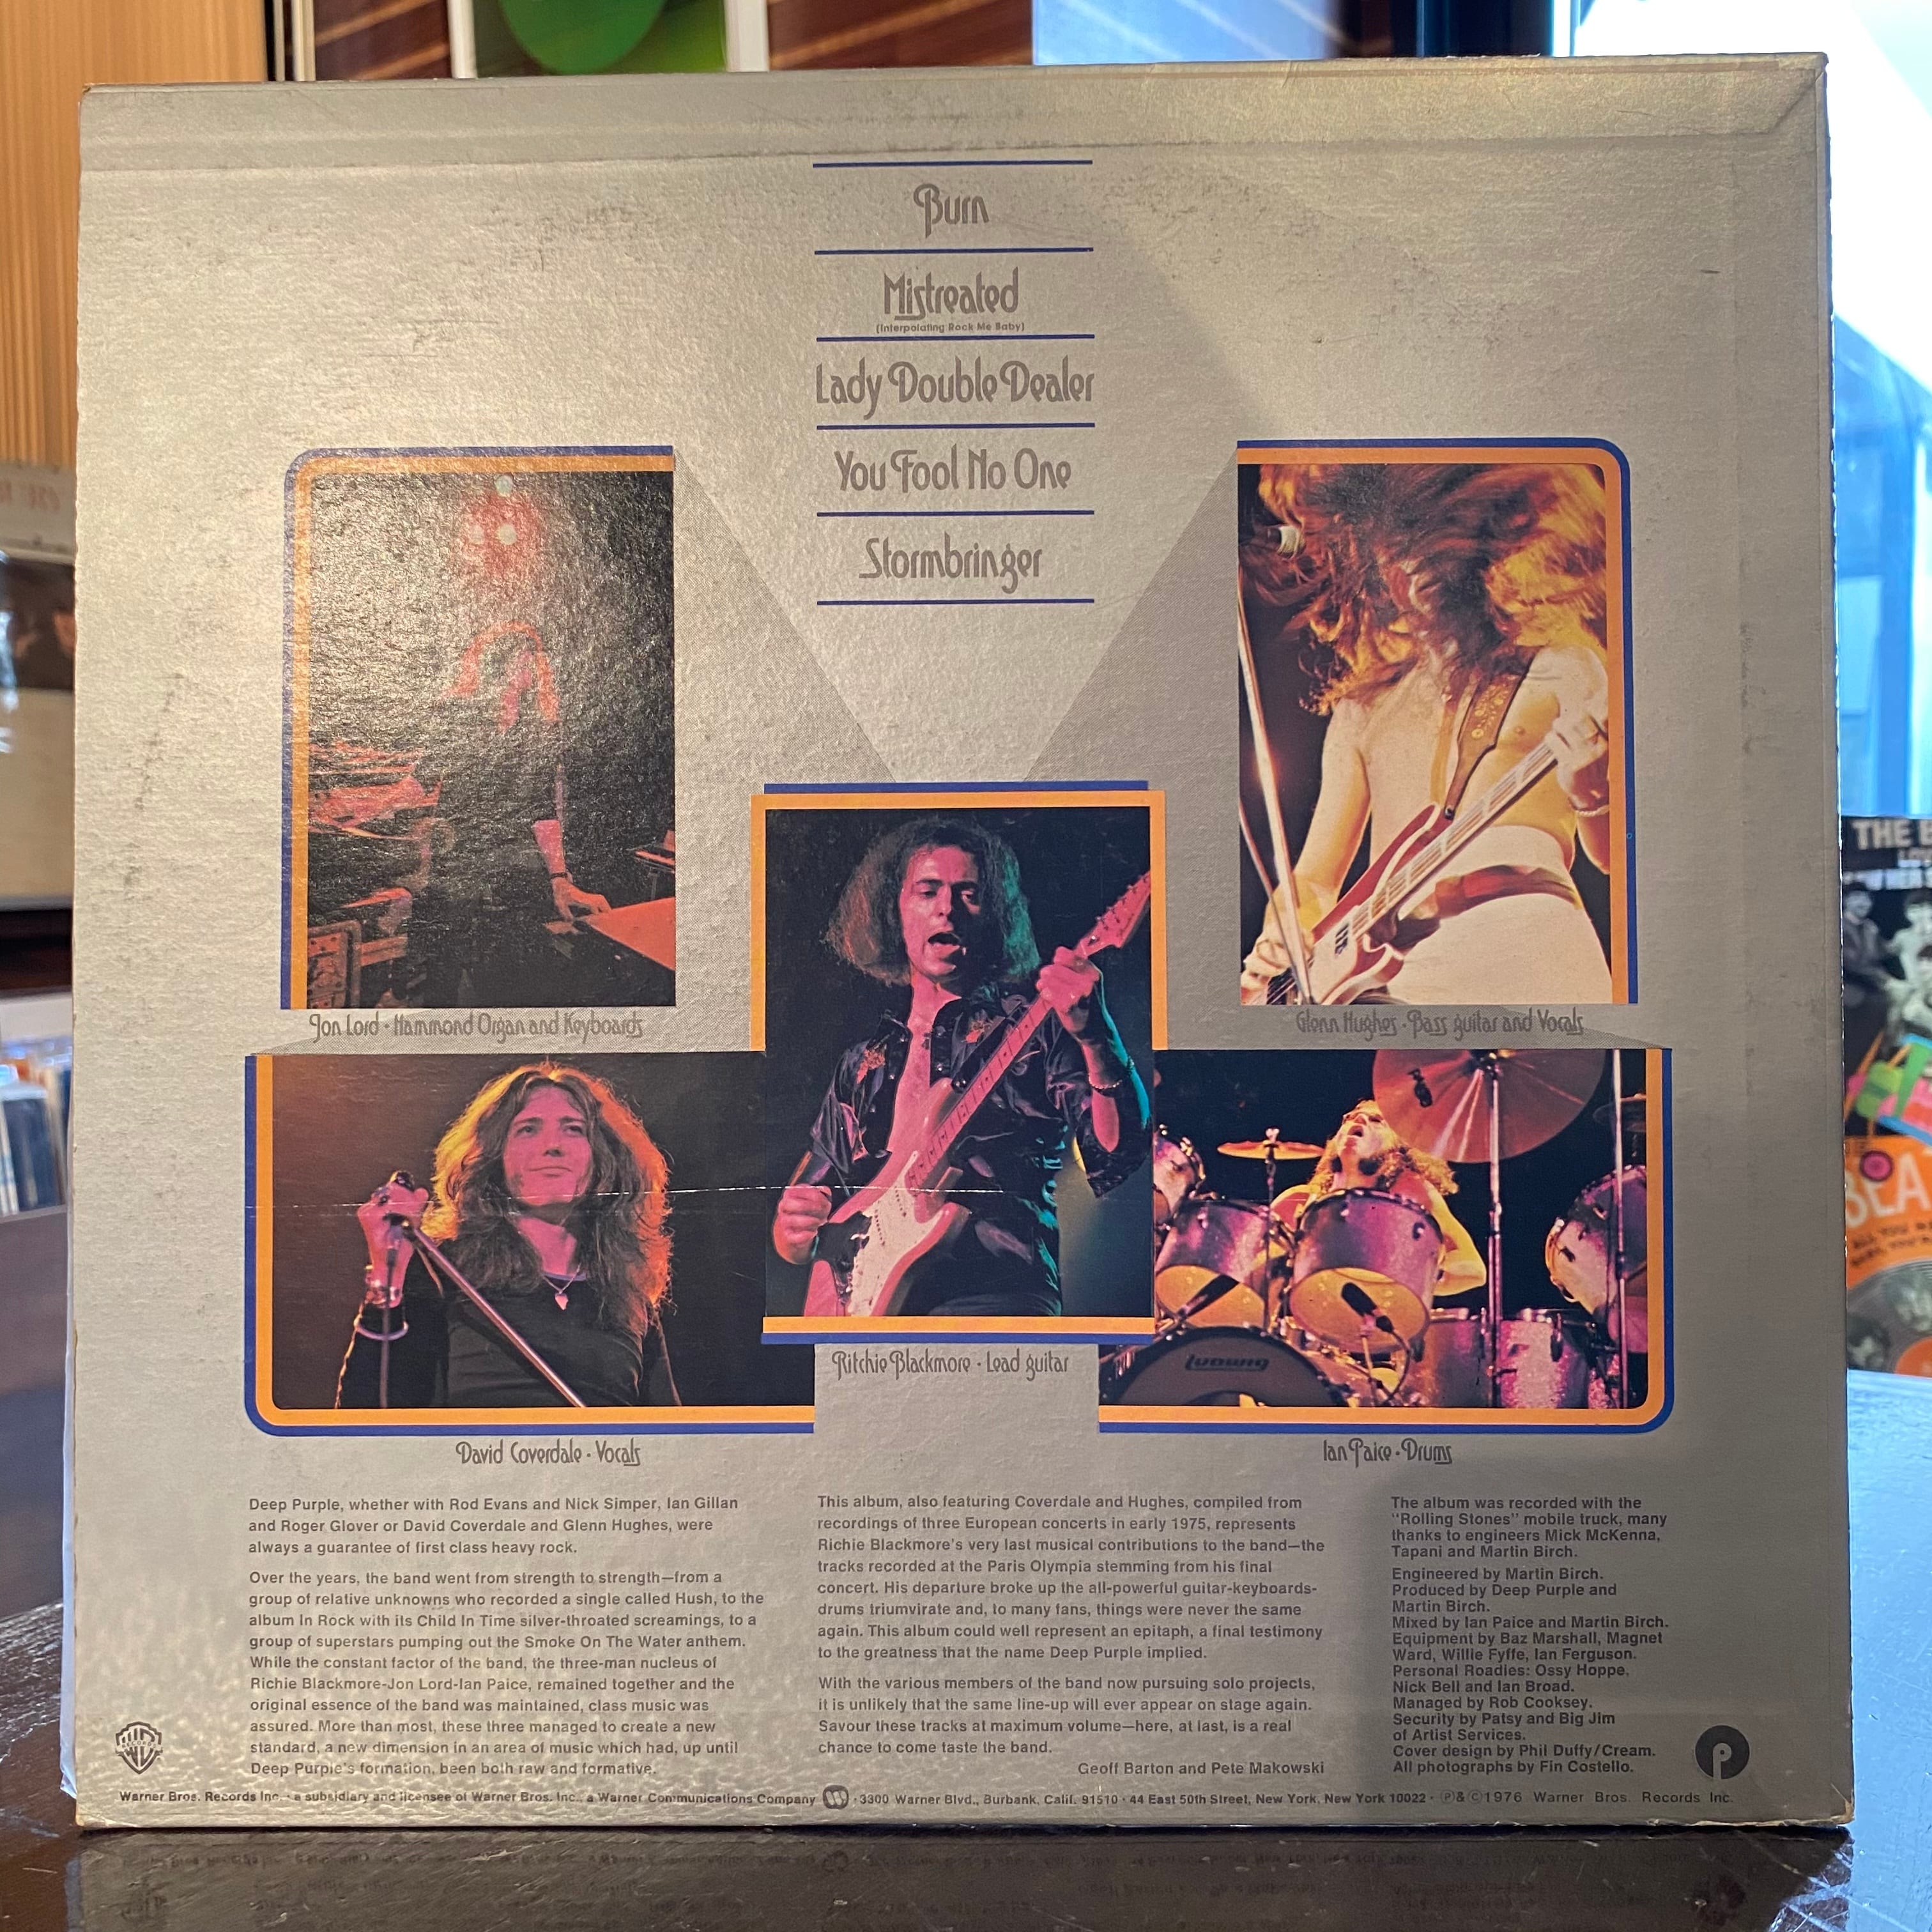 Burn
Mistreated
(Interpolating Rock Me Baby)
Lady Double Dealer
You Fool No One
Stormbringer
Jon Lord · Hammond Organ and Keyboards
Glenn Hughes · Bass guitar and Vocals
Ludwig
Ritchie Blackmore · Lead guitar
David Coverdale · Vocals
Ian Paice · Drums
Deep Purple, whether with Rod Evans and Nick Simper, Ian Gillan
and Roger Glover or David Coverdale and Glenn Hughes, were
always a guarantee of first class heavy rock.
Over the years, the band went from strength to strength—from a
group of relative unknowns who recorded a single called Hush, to the
album In Rock with its Child In Time silver-throated screamings, to a
group of superstars pumping out the Smoke On The Water anthem.
While the constant factor of the band, the three-man nucleus of
Richie Blackmore-Jon Lord-Ian Paice, remained together and the
original essence of the band was maintained, class music was
assured. More than most, these three managed to create a new
standard, a new dimension in an area of music which had, up until
Deep Purple's formation, been both raw and formative.
This album, also featuring Coverdale and Hughes, compiled from
recordings of three European concerts in early 1975, represents
Richie Blackmore's very last musical contributions to the band—the
tracks recorded at the Paris Olympia stemming from his final
concert. His departure broke up the all-powerful guitar-keyboards-
drums triumvirate and, to many fans, things were never the same
again. This album could well represent an epitaph, a final testimony
to the greatness that the name Deep Purple implied.
With the various members of the band now pursuing solo projects,
it is unlikely that the same line-up will ever appear on stage again.
Savour these tracks at maximum volume—here, at last, is a real
chance to come taste the band.
Geoff Barton and Pete Makowski
The album was recorded with the
"Rolling Stones" mobile truck, many
thanks to engineers Mick McKenna,
Tapani and Martin Birch.
Engineered by Martin Birch.
Produced by Deep Purple and
Martin Birch.
Mixed by Ian Paice and Martin Birch.
Equipment by Baz Marshall, Magnet
Ward, Willie Fyffe, Ian Ferguson.
Personal Roadies: Ossy Hoppe,
Nick Bell and Ian Broad.
Managed by Rob Cooksey.
Security by Patsy and Big Jim
of Artist Services.
Cover design by Phil Duffy/Cream.
All photographs by Fin Costello.
Warner Bros. Records Inc. · a subsidiary and licensee of Warner Bros. Inc., a Warner Communications Company · 3300 Warner Blvd., Burbank, Calif. 91510 · 44 East 50th Street, New York, New York 10022 · ℗&©1976 Warner Bros. Records Inc.
THE